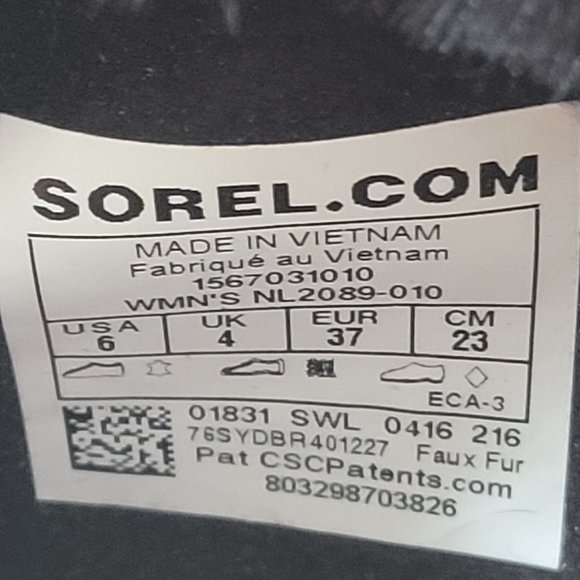 SOREL.COM
MADE IN VIETNAM
Fabriqué au Vietnam
1567031010
WMN'S NL2089-010
USA UK EUR CM
6 4 37 23
ECA-3
01831 SWL 0416 216
76SYDBR401227 Faux Fur
Pat CSCPatents.com
803298703826